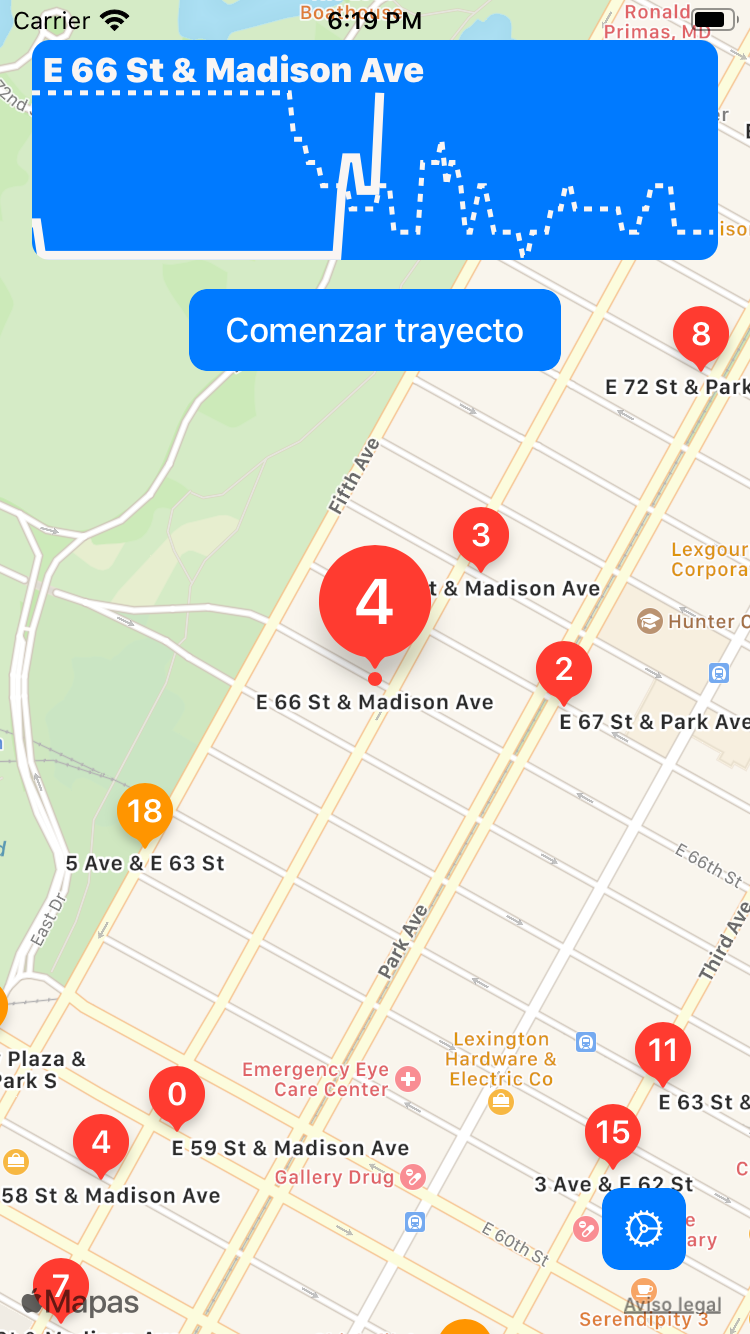 Boathouse
Ronald
Primas, MD
Carrier
6:19 PM
72nd
E 66 St & Madison Ave
Comenzar trayecto
8
E 72 St & Park
Fifth Ave
3
t & Madison Ave
Lexgour
Corpora
4
Hunter C
E 66 St & Madison Ave
2
E 67 St & Park Ave
18
5 Ave & E 63 St
E 66th St
East Dr
Park Ave
Third Ave
Plaza &
Park S
Lexington
Hardware &
Electric Co
11
E 63 St &
Emergency Eye
Care Center
0
E 59 St & Madison Ave
4
58 St & Madison Ave
15
3 Ave & E 62 St
Gallery Drug
E 60th St
ary
7
Mapas
Aviso legal
Serendipity 3